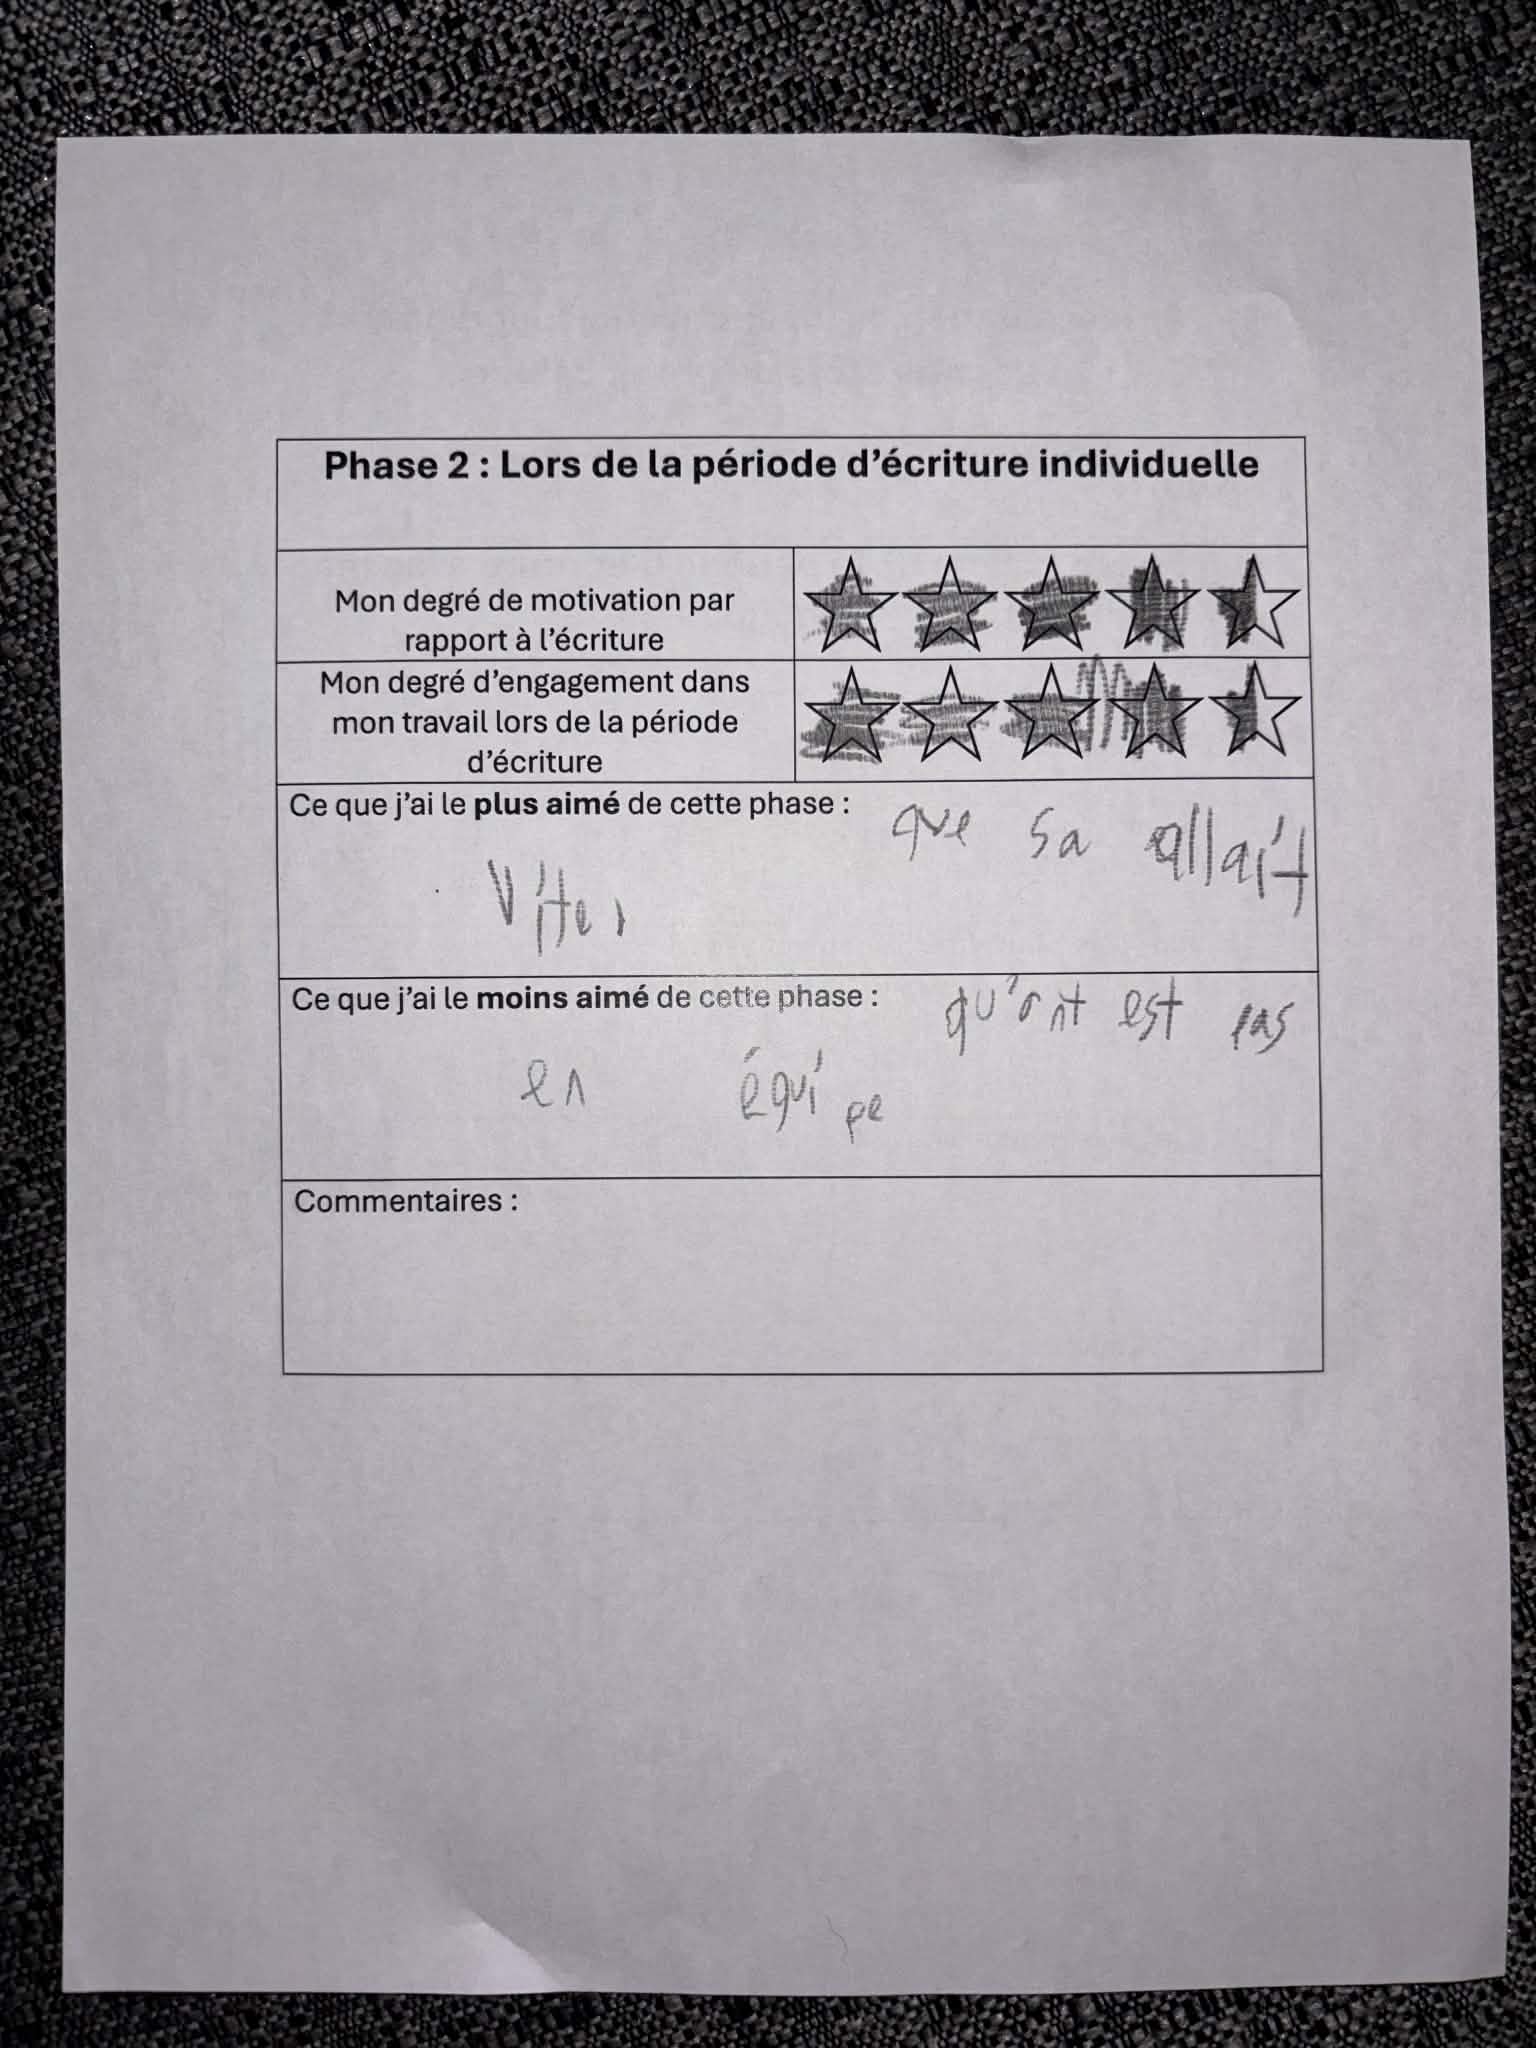 Phase 2 : Lors de la période d'écriture individuelle
Mon degré de motivation par
rapport à l'écriture
Mon degré d'engagement dans
mon travail lors de la période
d'écriture
Ce que j'ai le plus aimé de cette phase : que sa allait
vite
Ce que j'ai le moins aimé de cette phase : qu'ont est pas
en équipe
Commentaires :